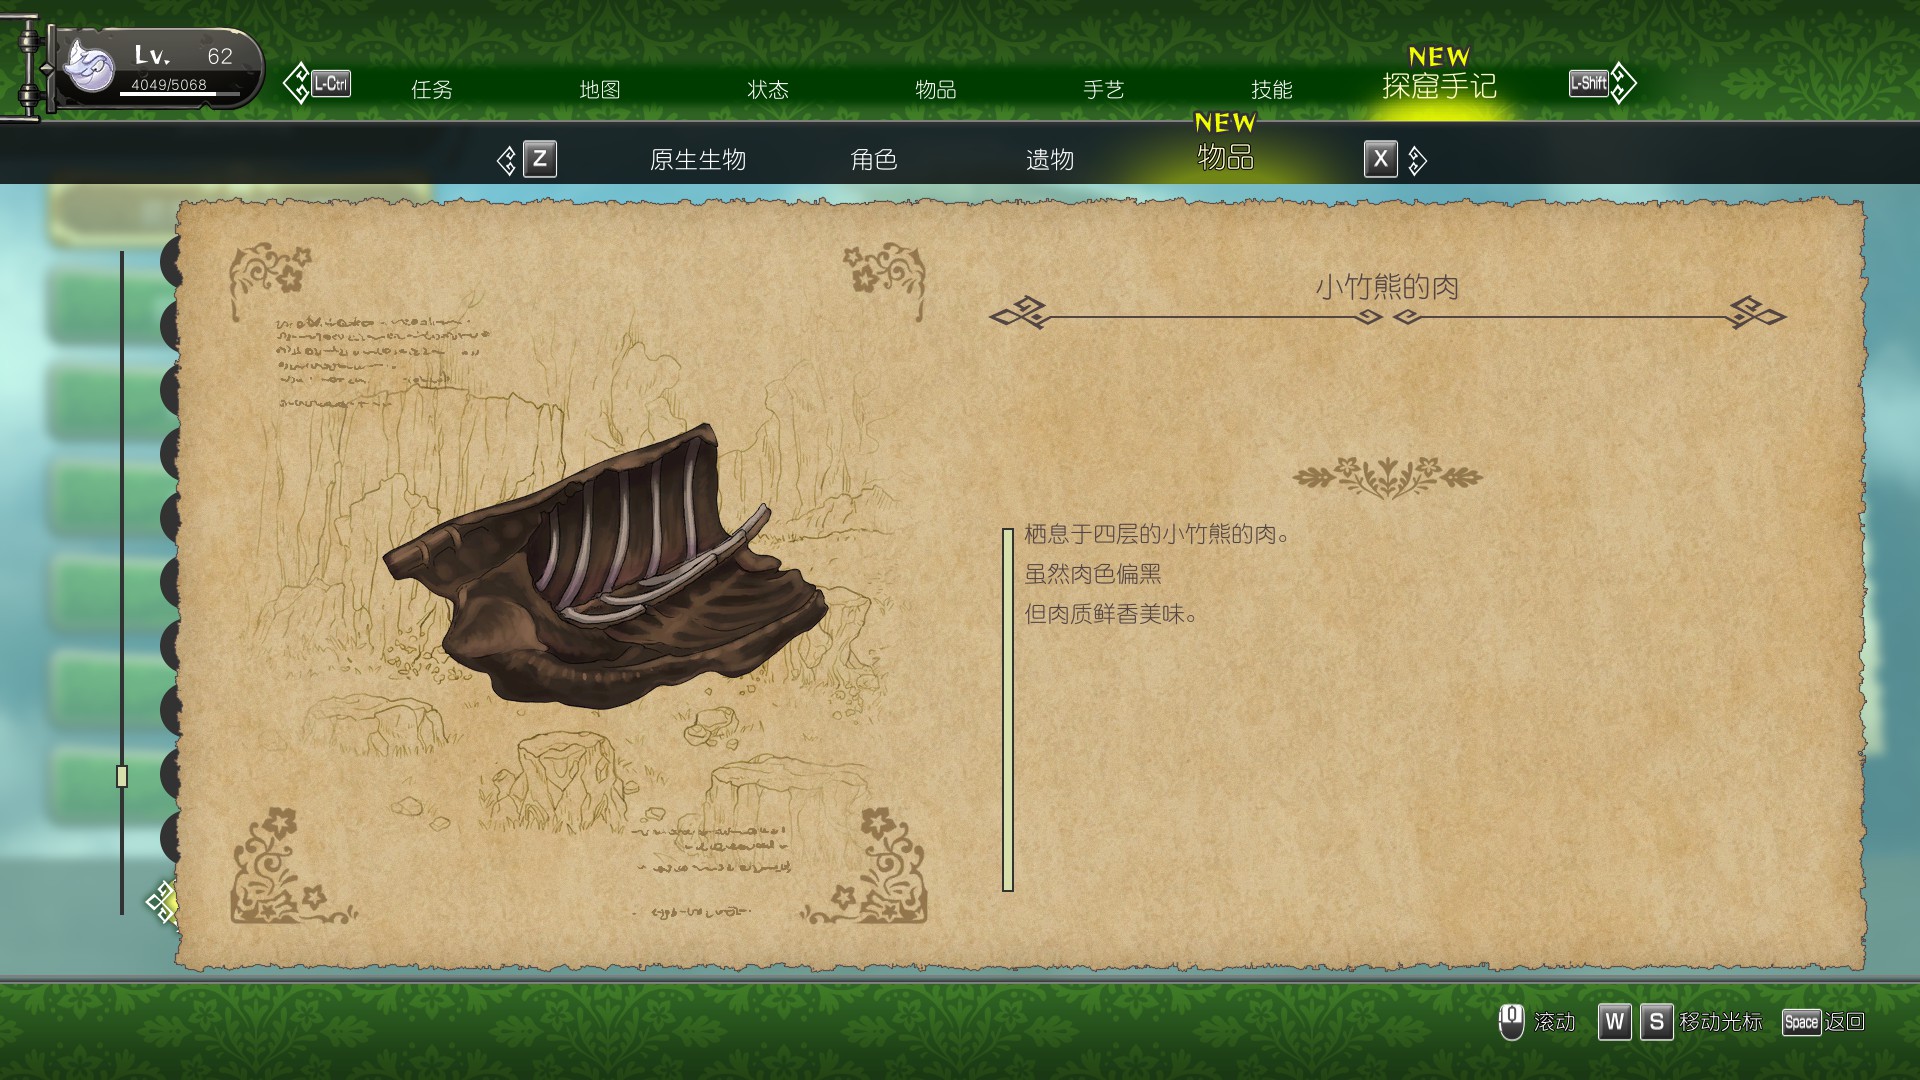 Lv. 62
4049/5068
L-Ctrl
任务
地图
状态
物品
手艺
技能
NEW
探窟手记
L-Shift
Z
原生生物
角色
遗物
NEW
物品
X
小竹熊的肉
栖息于四层的小竹熊的肉。
虽然肉色偏黑
但肉质鲜香美味。
滚动
W S 移动光标
Space 返回